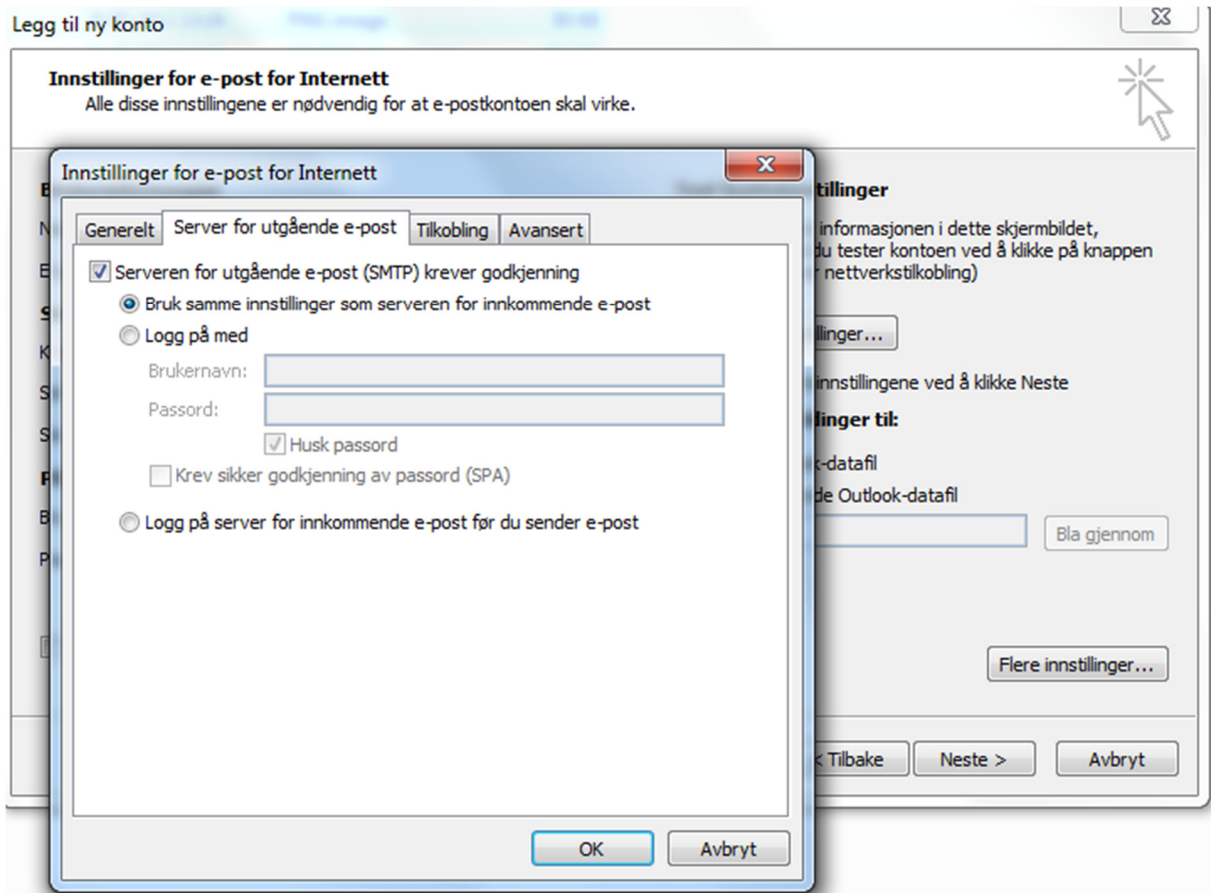 Legg til ny konto
Innstillinger for e-post for Internett
Alle disse innstillingene er nødvendig for at e-postkontoen skal virke.
Innstillinger for e-post for Internett
Generelt
Server for utgående e-post
Tilkobling
Avansert
Serveren for utgående e-post (SMTP) krever godkjenning
Bruk samme innstillinger som serveren for innkommende e-post
Logg på med
Brukernavn:
Passord:
Husk passord
Krev sikker godkjenning av passord (SPA)
Logg på server for innkommende e-post før du sender e-post
OK
Avbryt
informasjonen i dette skjermbildet,
du tester kontoen ved å klikke på knappen
nettverkstilkobling)
innstillingene ved å klikke Neste
til:
-datafil
Outlook-datafil
Bla gjennom
Flere innstillinger...
< Tilbake
Neste >
Avbryt